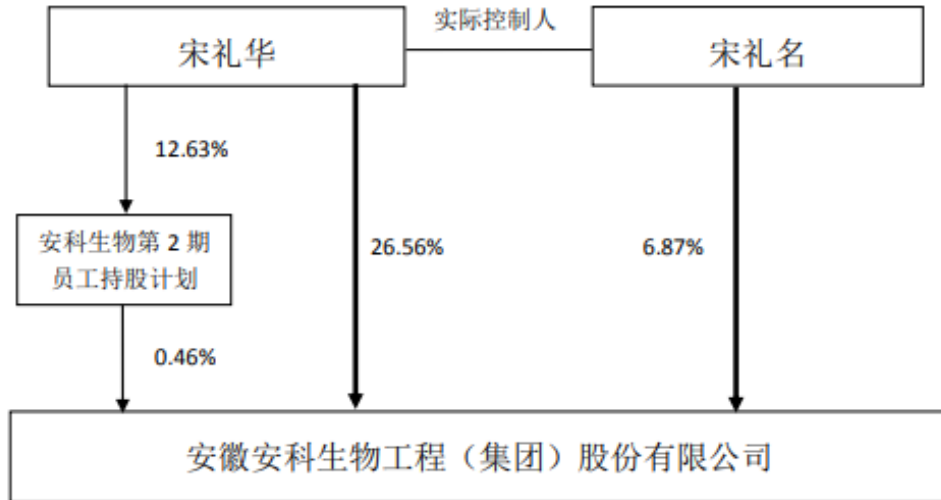 实际控制人
宋礼华
宋礼名
12.63%
安科生物第 2 期
员工持股计划
26.56%
6.87%
0.46%
安徽安科生物工程（集团）股份有限公司